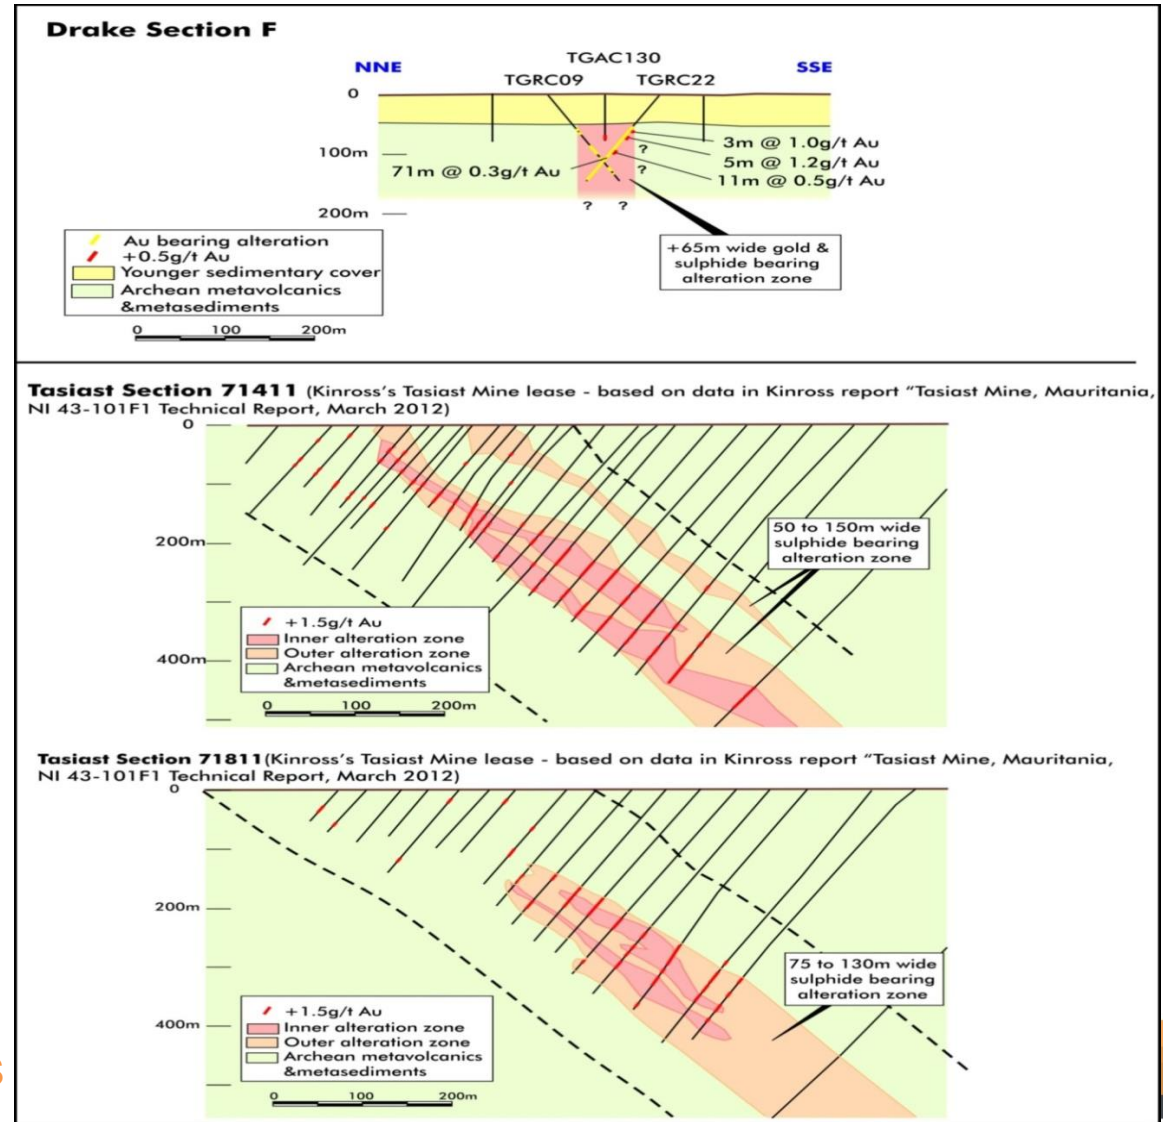 Drake Section F
TGAC130
NNE
SSE
TGRC09
TGRC22
0
3m @ 1.0g/t Au
?
100m
5m @ 1.2g/t Au
71m @ 0.3g/t Au
?
11m @ 0.5g/t Au
? ?
200m
Au bearing alteration
+0.5g/t Au
Younger sedimentary cover
Archean metavolcanics
&metasediments
0 100 200m
+65m wide gold &
sulphide bearing
alteration zone
Tasiast Section 71411 (Kinross's Tasiast Mine lease - based on data in Kinross report "Tasiast Mine, Mauritania,
NI 43-101F1 Technical Report, March 2012)
0
200m
400m
50 to 150m wide
sulphide bearing
alteration zone
+1.5g/t Au
Inner alteration zone
Outer alteration zone
Archean metavolcanics
&metasediments
0 100 200m
Tasiast Section 71811(Kinross's Tasiast Mine lease - based on data in Kinross report "Tasiast Mine, Mauritania,
NI 43-101F1 Technical Report, March 2012)
0
200m
400m
75 to 130m wide
sulphide bearing
alteration zone
+1.5g/t Au
Inner alteration zone
Outer alteration zone
Archean metavolcanics
&metasediments
0 100 200m
s